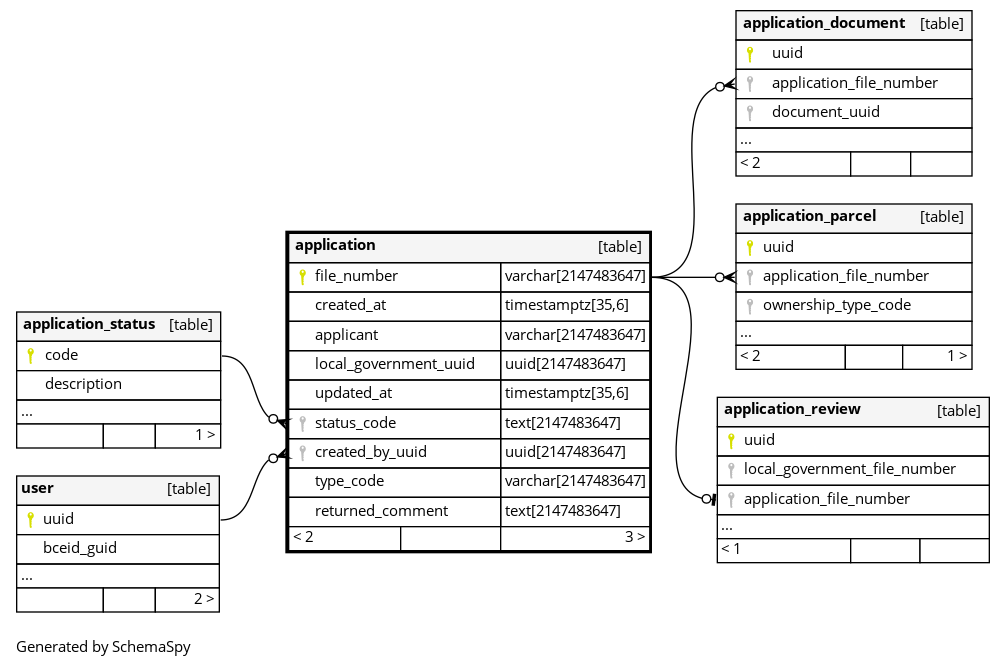 application_document [table]
uuid
application_file_number
document_uuid
...
< 2
application_parcel [table]
uuid
application_file_number
ownership_type_code
...
< 2 1 >
application [table]
file_number varchar[2147483647]
created_at timestamptz[35,6]
applicant varchar[2147483647]
local_government_uuid uuid[2147483647]
updated_at timestamptz[35,6]
status_code text[2147483647]
created_by_uuid uuid[2147483647]
type_code varchar[2147483647]
returned_comment text[2147483647]
< 2 3 >
application_status [table]
code
description
...
1 >
application_review [table]
uuid
local_government_file_number
application_file_number
...
< 1
user [table]
uuid
bceid_guid
...
2 >
Generated by SchemaSpy